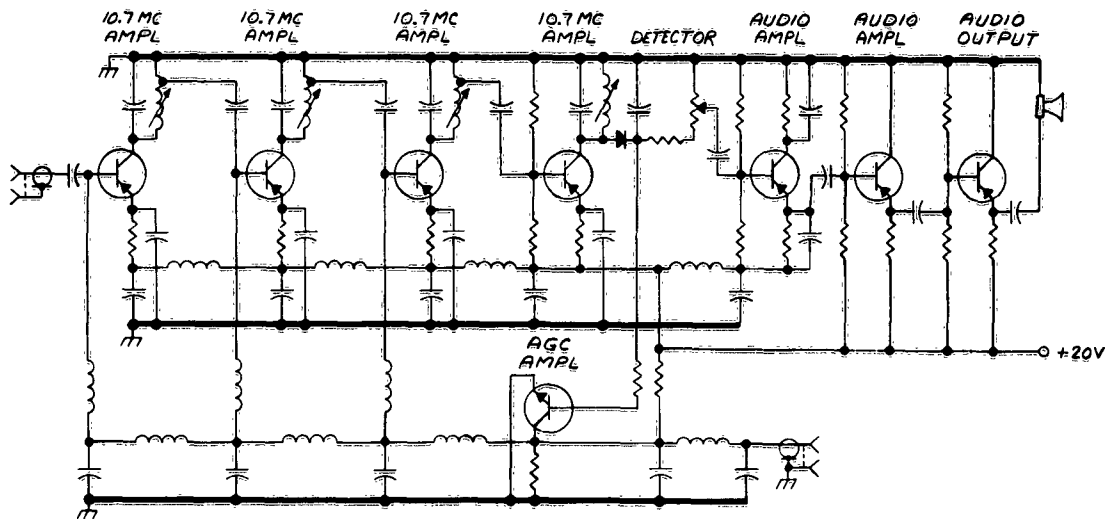 10.7 MC
AMPL
10.7 MC
AMPL
10.7 MC
AMPL
10.7 MC
AMPL
DETECTOR
AUDIO
AMPL
AUDIO
AMPL
AUDIO
OUTPUT
AGC
AMPL
+20V